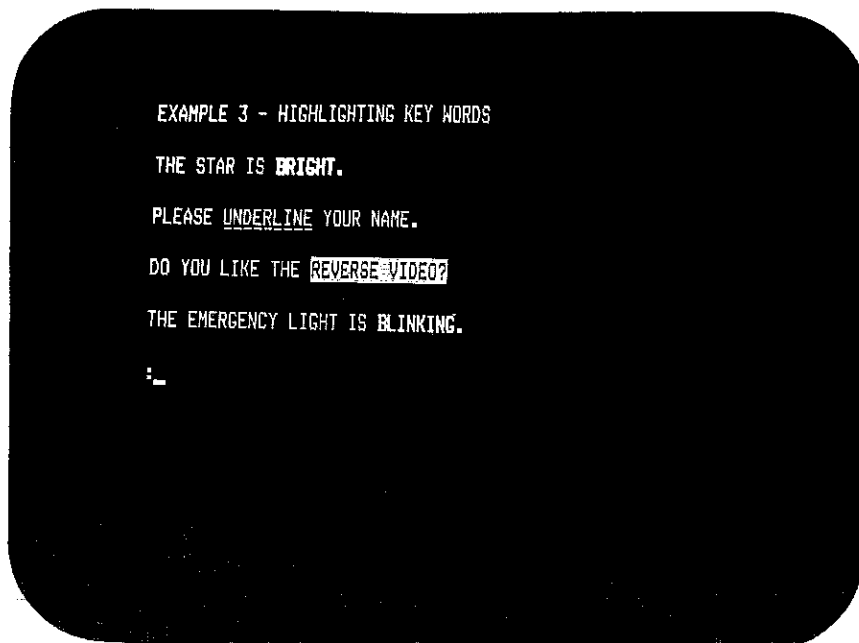 EXAMPLE 3 - HIGHLIGHTING KEY WORDS
THE STAR IS BRIGHT.
PLEASE UNDERLINE YOUR NAME.
DO YOU LIKE THE REVERSE VIDEO?
THE EMERGENCY LIGHT IS BLINKING.
:_